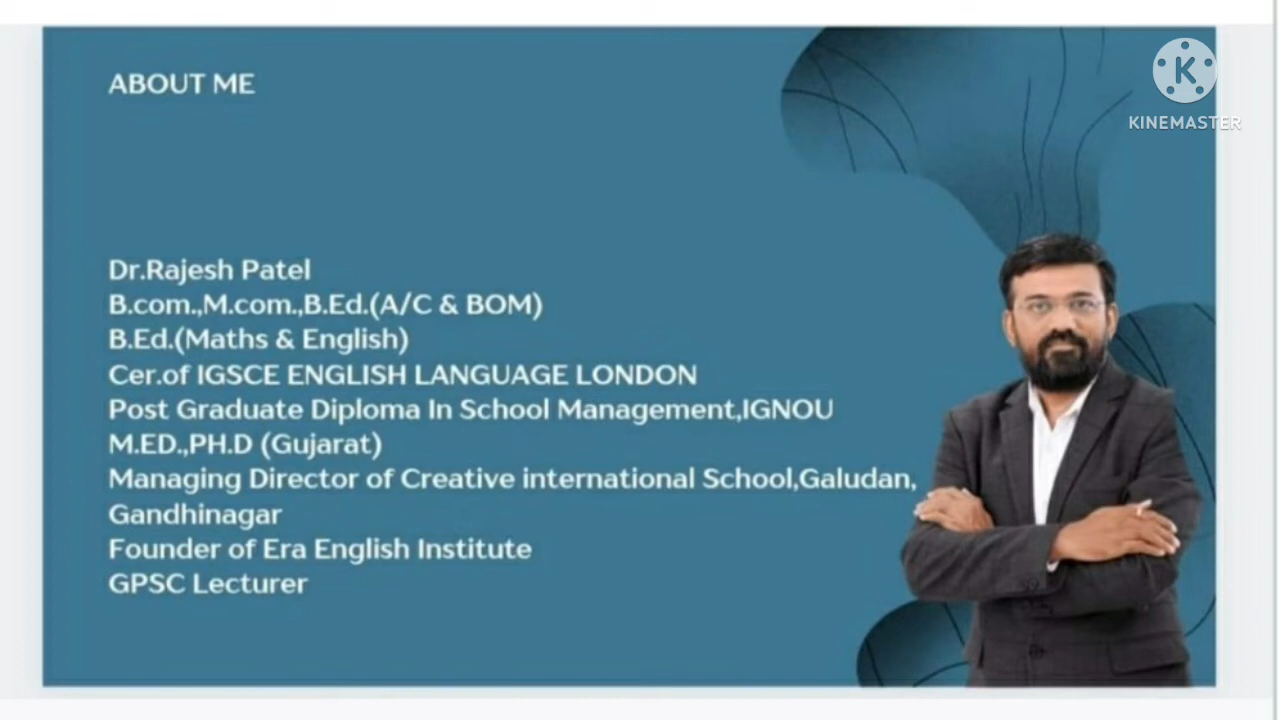 ABOUT ME
Dr.Rajesh Patel
B.com.,M.com.,B.Ed.(A/C & BOM)
B.Ed.(Maths & English)
Cer.of IGSCE ENGLISH LANGUAGE LONDON
Post Graduate Diploma In School Management,IGNOU
M.ED.,PH.D (Gujarat)
Managing Director of Creative international School,Galudan,
Gandhinagar
Founder of Era English Institute
GPSC Lecturer
K
KINEMASTER